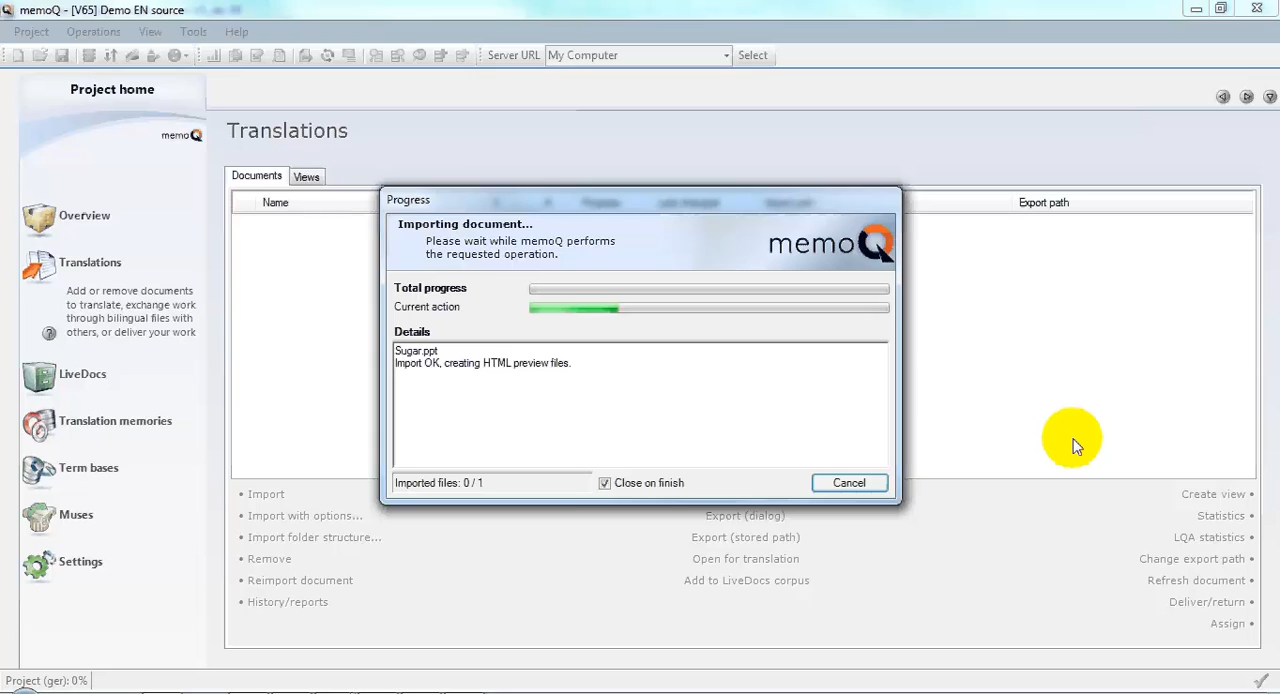 memoQ - [V65] Demo EN source
Project Operations View Tools Help
Server URL My Computer Select
Project home
memoQ
Translations
Documents Views
Name Export path
Progress
Importing document...
Please wait while memoQ performs
the requested operation.
memoQ
Total progress
Current action
Details
Sugar.ppt
Import OK, creating HTML preview files.
Imported files: 0 / 1 Close on finish Cancel
Overview
Translations
Add or remove documents
to translate, exchange work
through bilingual files with
others, or deliver your work
LiveDocs
Translation memories
Term bases
Muses
Settings
• Import
• Import with options...
• Import folder structure...
• Remove
• Reimport document
• History/reports
Export (dialog)
Export (stored path)
Open for translation
Add to LiveDocs corpus
Create view •
Statistics •
LQA statistics •
Change export path •
Refresh document •
Deliver/return •
Assign •
Project (ger): 0%